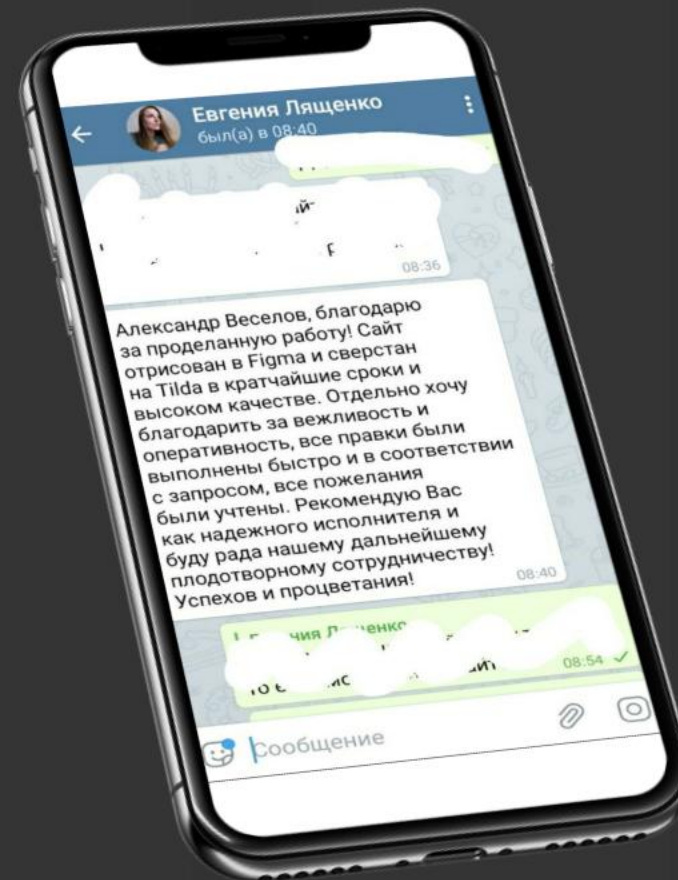 Евгения Лященко
был(а) в 08:40
08:36
Александр Веселов, благодарю
за проделанную работу! Сайт
отрисован в Figma и сверстан
на Tilda в кратчайшие сроки и
высоком качестве. Отдельно хочу
благодарить за вежливость и
оперативность, все правки были
выполнены быстро и в соответствии
с запросом, все пожелания
были учтены. Рекомендую Вас
как надежного исполнителя и
буду рада нашему дальнейшему
плодотворному сотрудничеству!
Успехов и процветания!
08:40
08:54
Сообщение